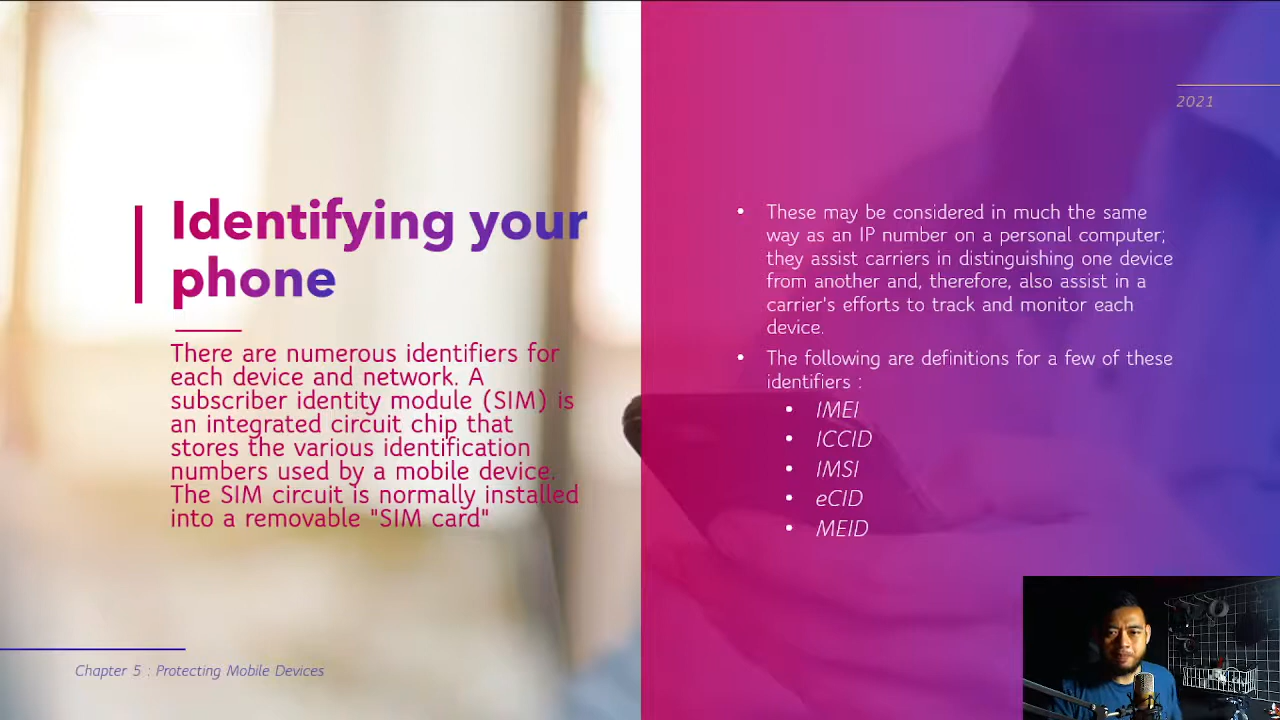 Identifying your
phone
There are numerous identifiers for
each device and network. A
subscriber identity module (SIM) is
an integrated circuit chip that
stores the various identification
numbers used by a mobile device.
The SIM circuit is normally installed
into a removable "SIM card"
Chapter 5 : Protecting Mobile Devices
2021
• These may be considered in much the same
way as an IP number on a personal computer;
they assist carriers in distinguishing one device
from another and, therefore, also assist in a
carrier's efforts to track and monitor each
device.
• The following are definitions for a few of these
identifiers :
• IMEI
• ICCID
• IMSI
• eCID
• MEID